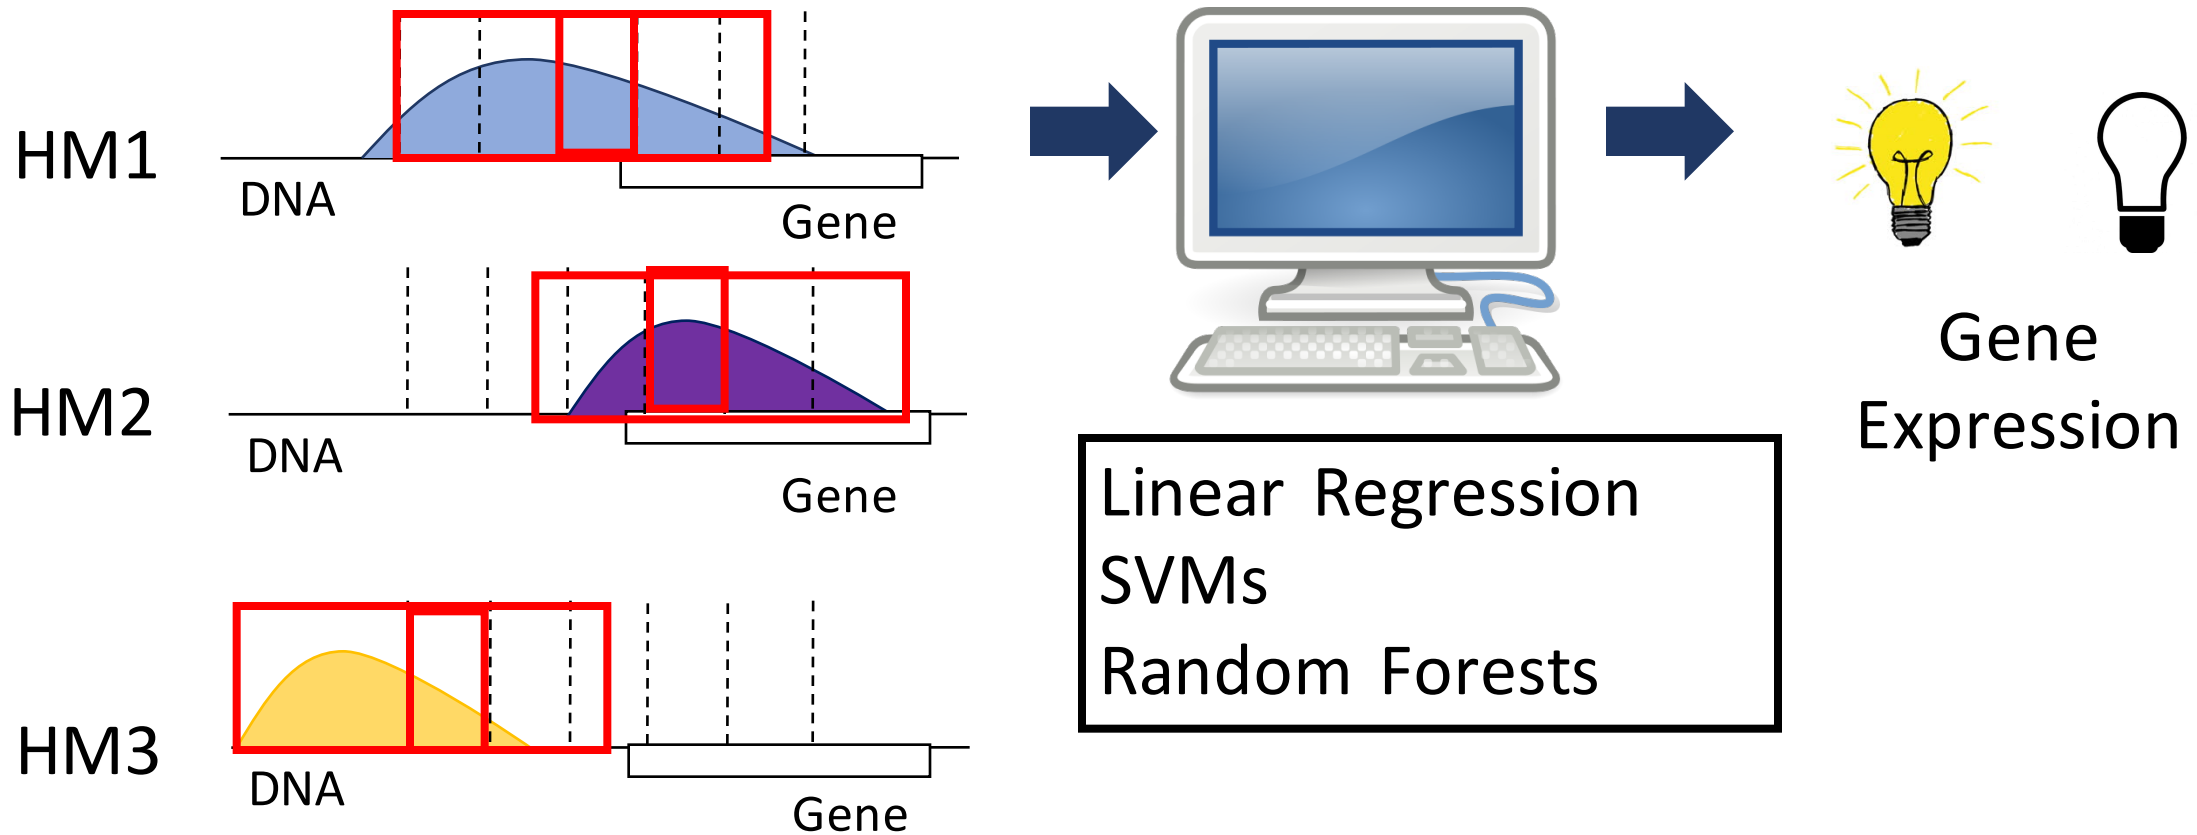 HM1
DNA
Gene
HM2
DNA
Gene
HM3
DNA
Gene
Linear Regression
SVMs
Random Forests
Gene
Expression